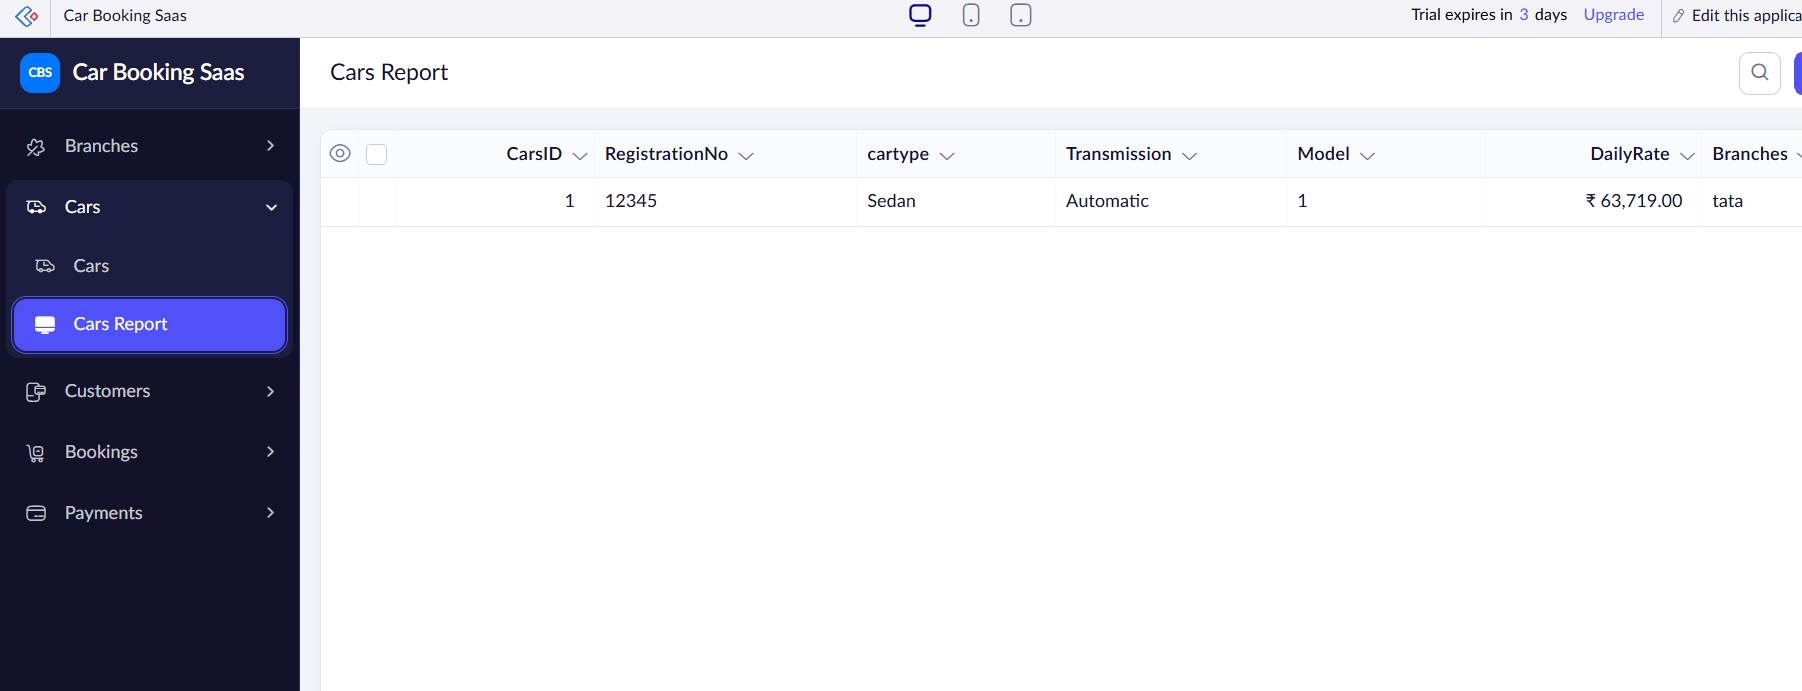 Car Booking Saas
Trial expires in 3 days Upgrade
Edit this applica
CBS Car Booking Saas
Cars Report
Branches
Cars
Cars
Cars Report
Customers
Bookings
Payments
CarsID RegistrationNo cartype Transmission Model DailyRate Branches
1 12345 Sedan Automatic 1 ₹ 63,719.00 tata